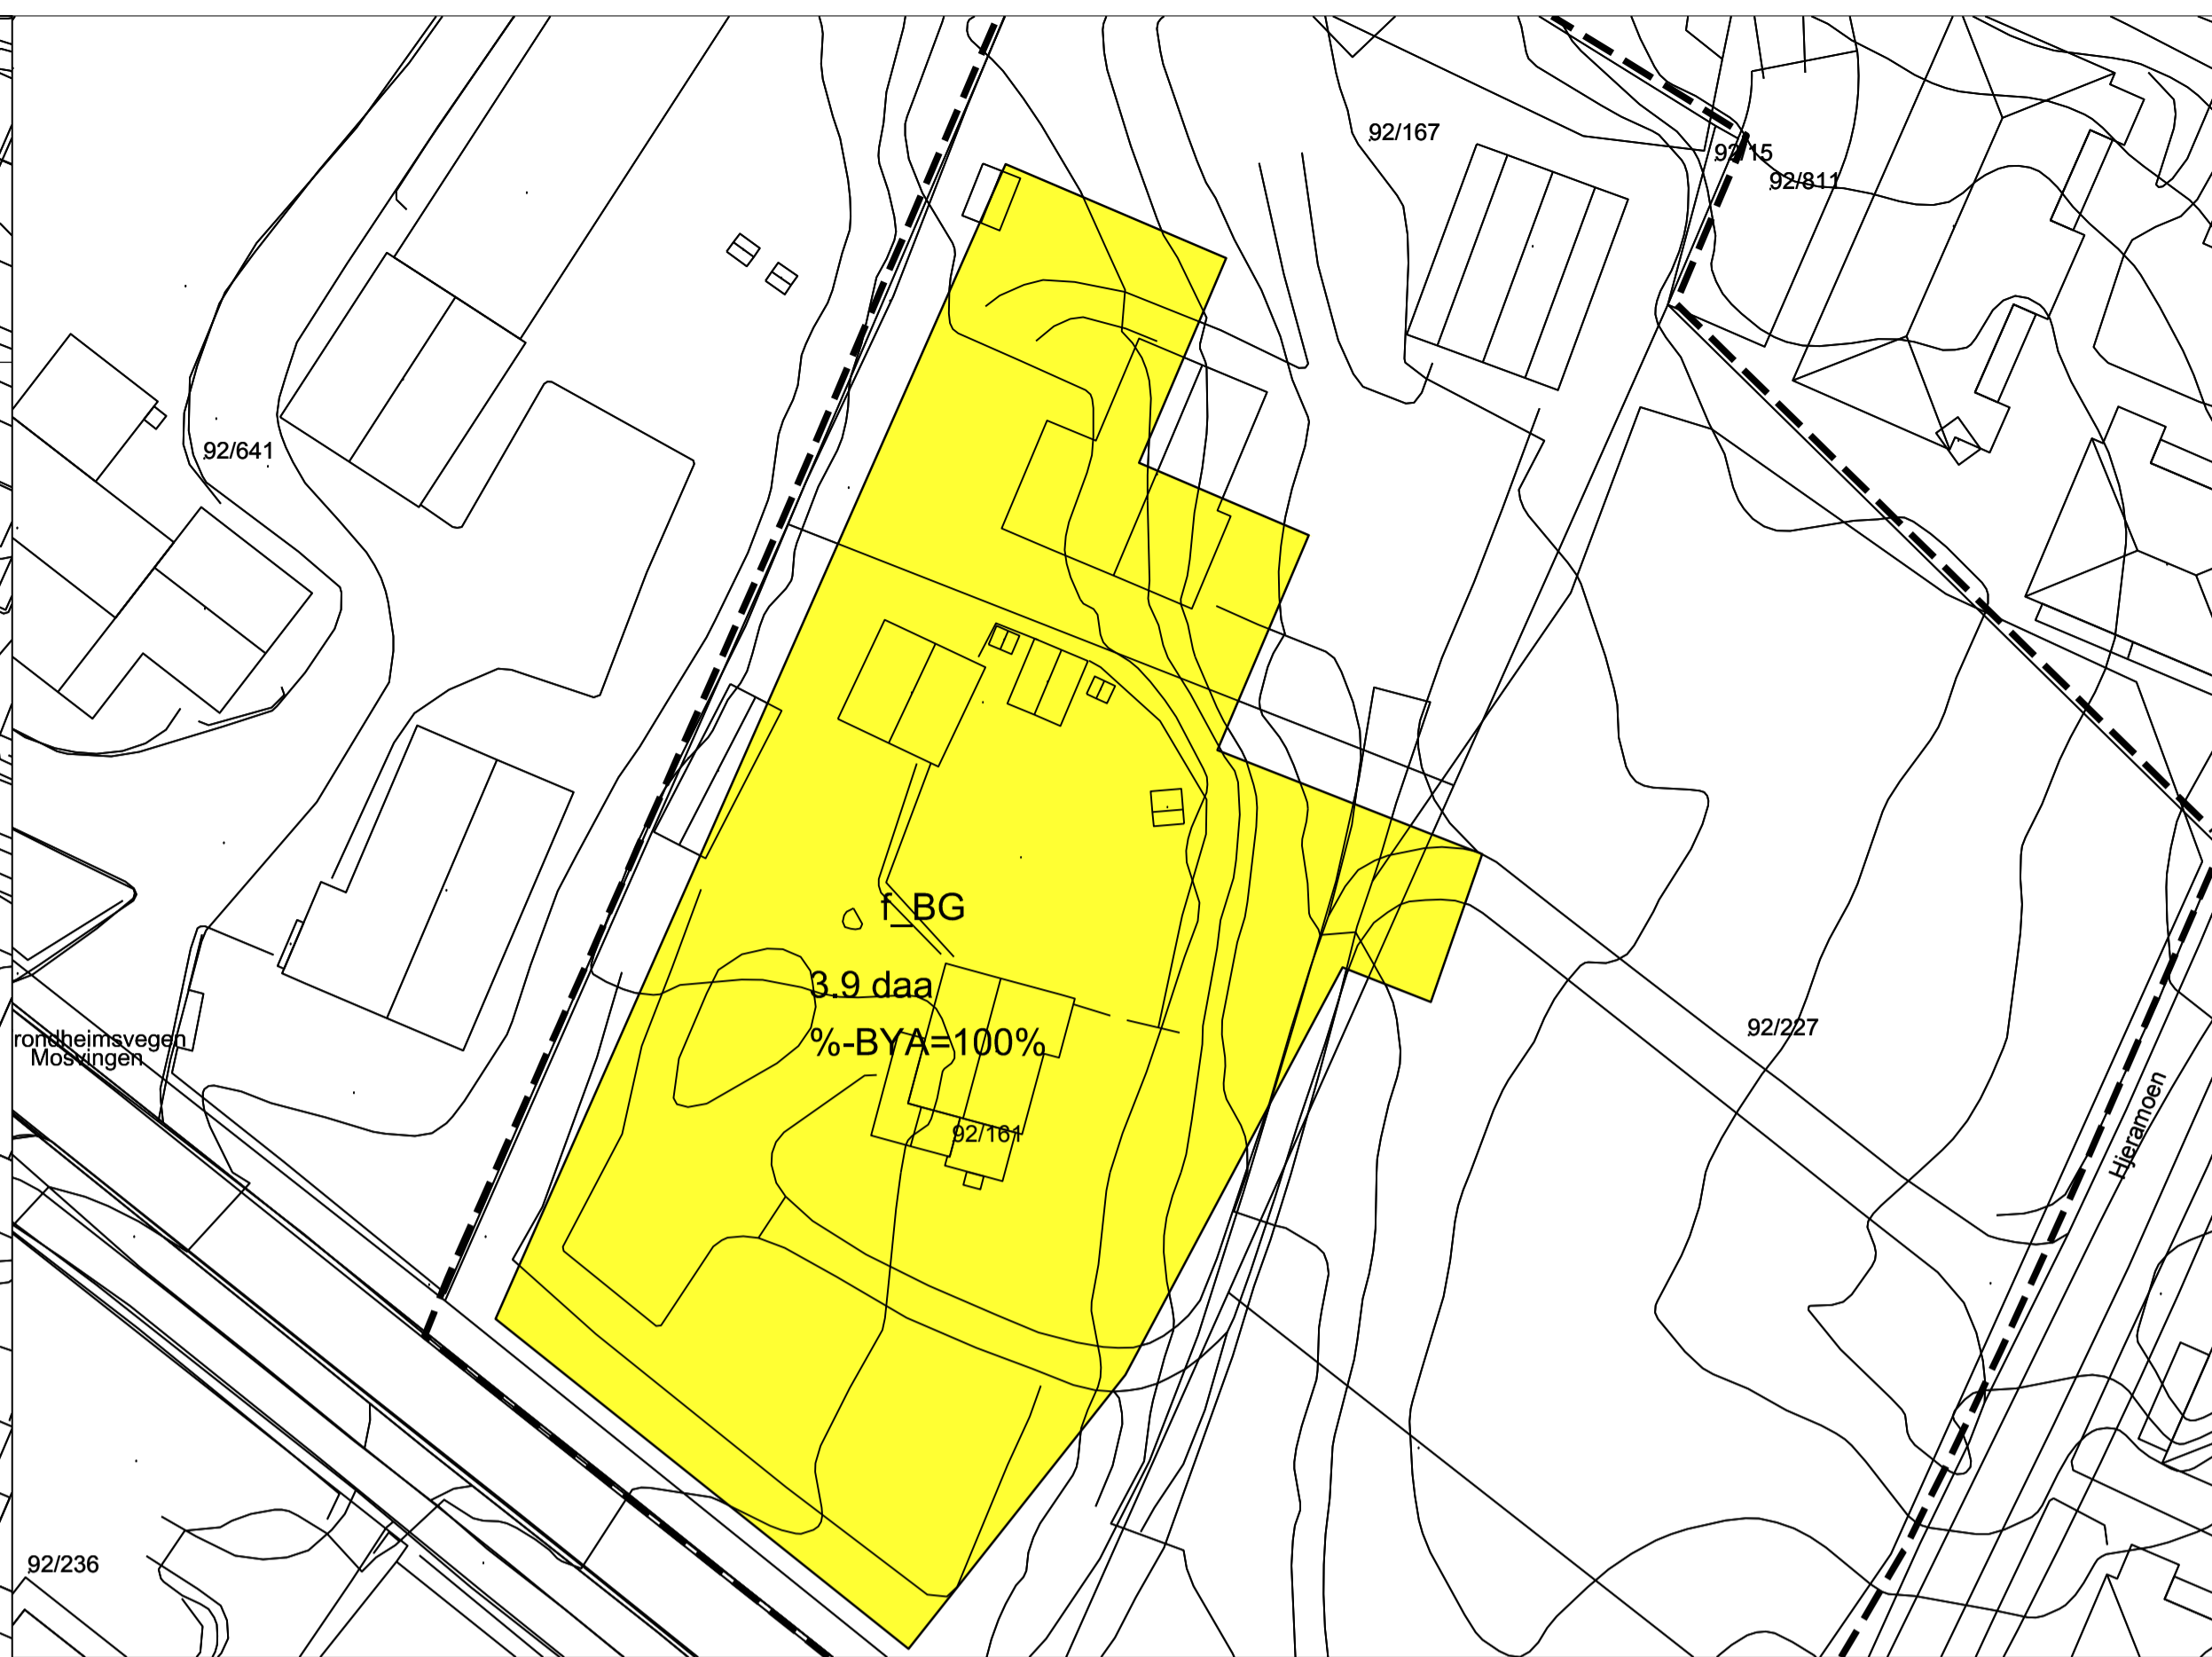 92/167
92/15
92/811
92/641
f_BG
3.9 daa
%-BYA=100%
92/227
rondheimsvegen
Mosvingen
92/161
Hjeramoen
92/236